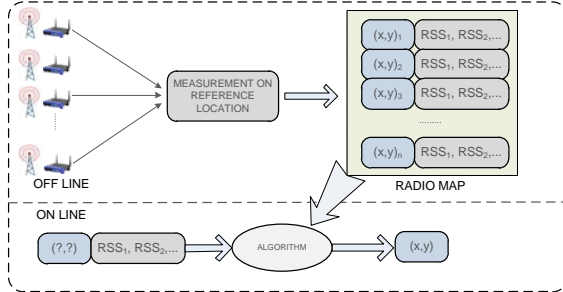 MEASUREMENT ON
REFERENCE
LOCATION
(x,y)₁ RSS₁, RSS₂,...
(x,y)₂ RSS₁, RSS₂,...
(x,y)₃ RSS₁, RSS₂,...
.........
(x,y)ₙ RSS₁, RSS₂,...
OFF LINE
RADIO MAP
ON LINE
(?,?) RSS₁, RSS₂,...
ALGORITHM
(x,y)